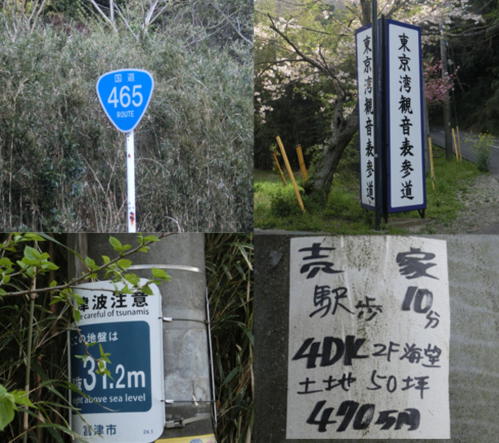 国道
465
ROUTE
東京湾観音表参道
東京湾観音表参道
津波注意
careful of tsunamis
この地盤は
31.2m
above sea level
富津市
売家
駅歩10分
4DK 2F海望
土地50坪
490万円